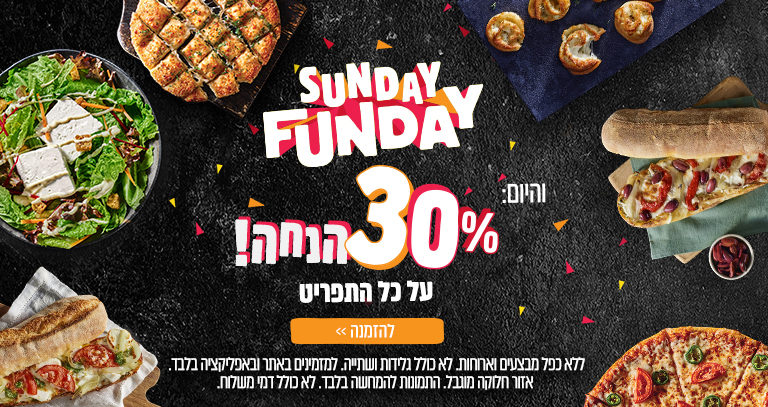 SUNDAY
FUNDAY
והיום:
30% הנחה!
על כל התפריט
להזמנה >>
ללא כפל מבצעים וארוחות. לא כולל גלידות ושתייה. למזמינים באתר ובאפליקציה בלבד.
אזור חלוקה מוגבל. התמונות להמחשה בלבד. לא כולל דמי משלוח.